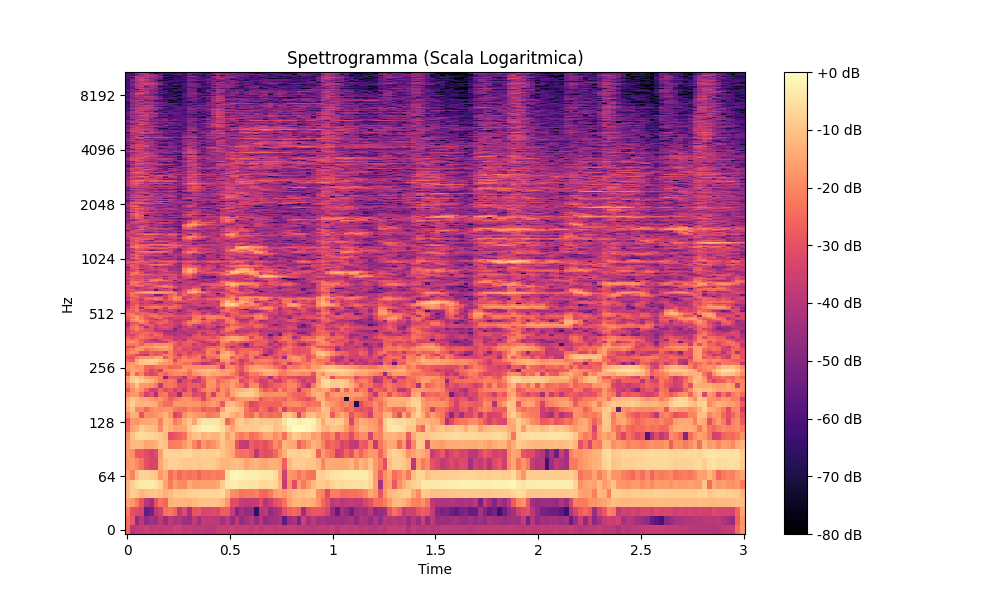 Spettrogramma (Scala Logaritmica)
Hz
8192
4096
2048
1024
512
256
128
64
0
0
0.5
1
1.5
2
2.5
3
Time
+0 dB
-10 dB
-20 dB
-30 dB
-40 dB
-50 dB
-60 dB
-70 dB
-80 dB